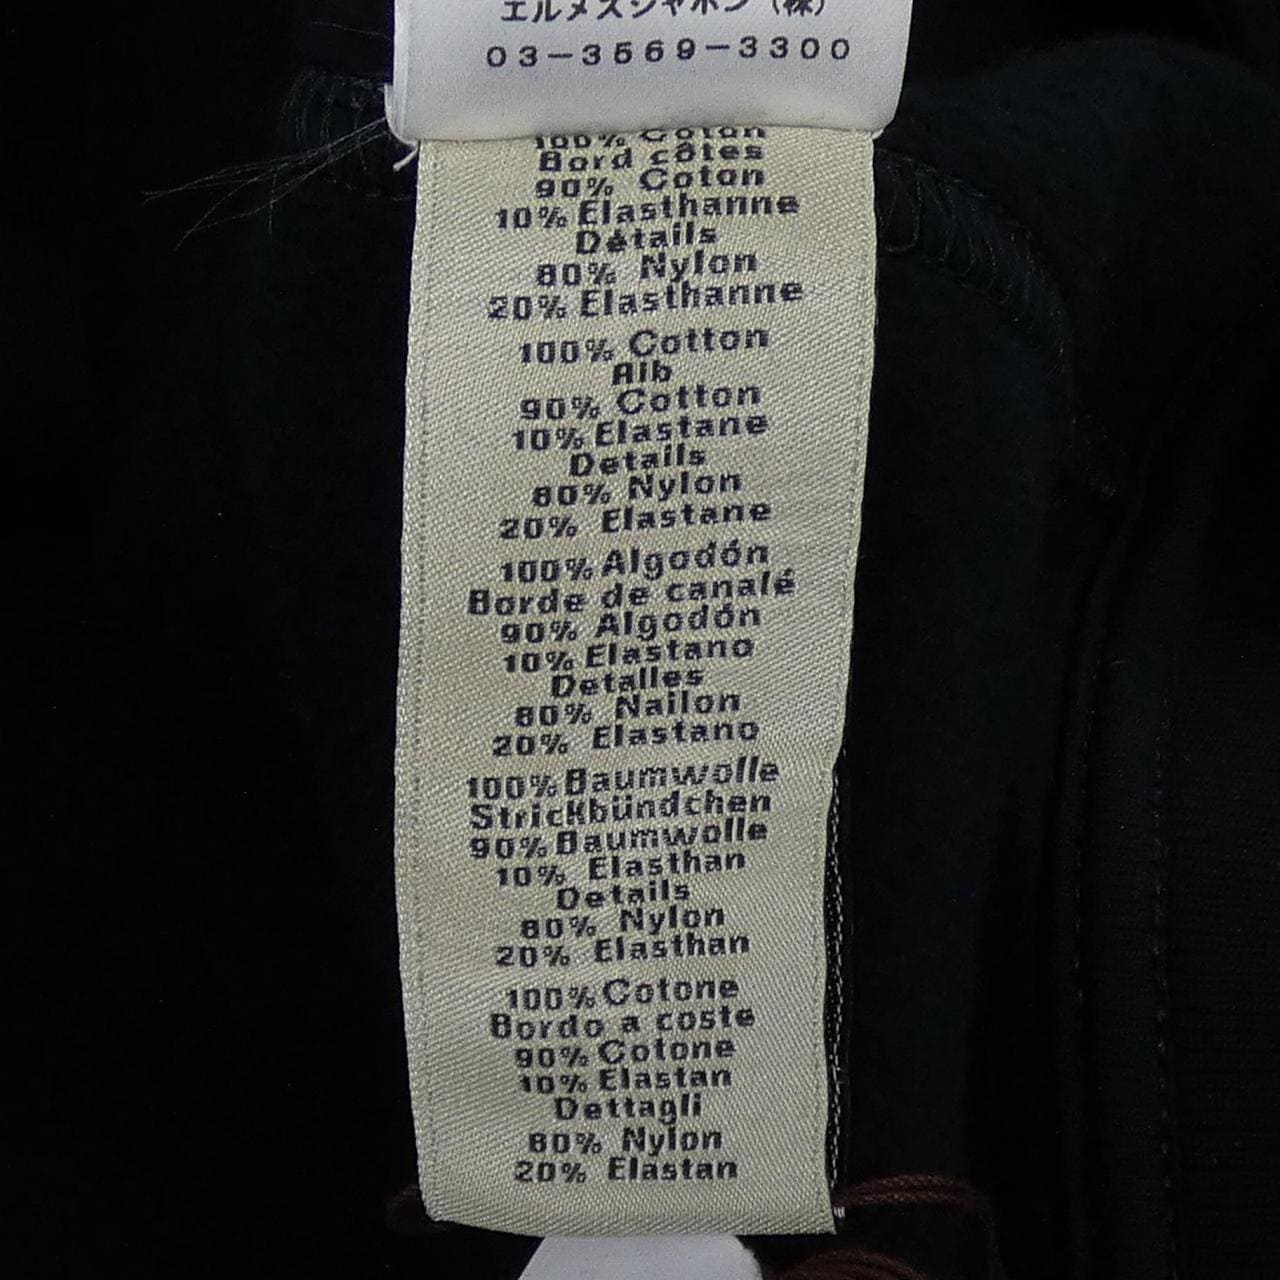 エルメスジャポン（株）
03-3569-3300
100% Coton
Bord côtes
90% Coton
10% Elasthanne
Détails
80% Nylon
20% Elasthanne
100% Cotton
Rib
90% Cotton
10% Elastane
Details
80% Nylon
20% Elastane
100% Algodón
Borde de canalé
90% Algodón
10% Elastano
Detalles
80% Nailon
20% Elastano
100% Baumwolle
Strickbündchen
90% Baumwolle
10% Elasthan
Details
80% Nylon
20% Elasthan
100% Cotone
Bordo a coste
90% Cotone
10% Elastan
Dettagli
80% Nylon
20% Elastan